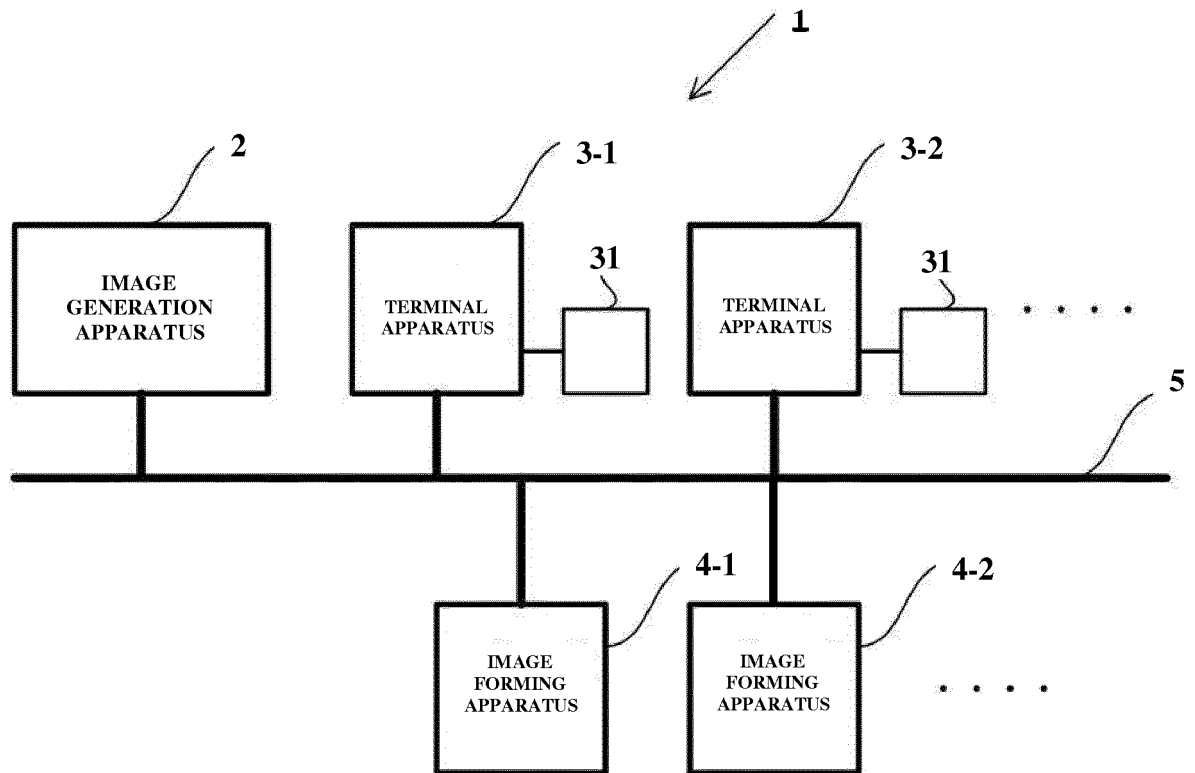 1
2
3-1
3-2
31
31
IMAGE
GENERATION
APPARATUS
TERMINAL
APPARATUS
TERMINAL
APPARATUS
5
4-1
4-2
IMAGE
FORMING
APPARATUS
IMAGE
FORMING
APPARATUS